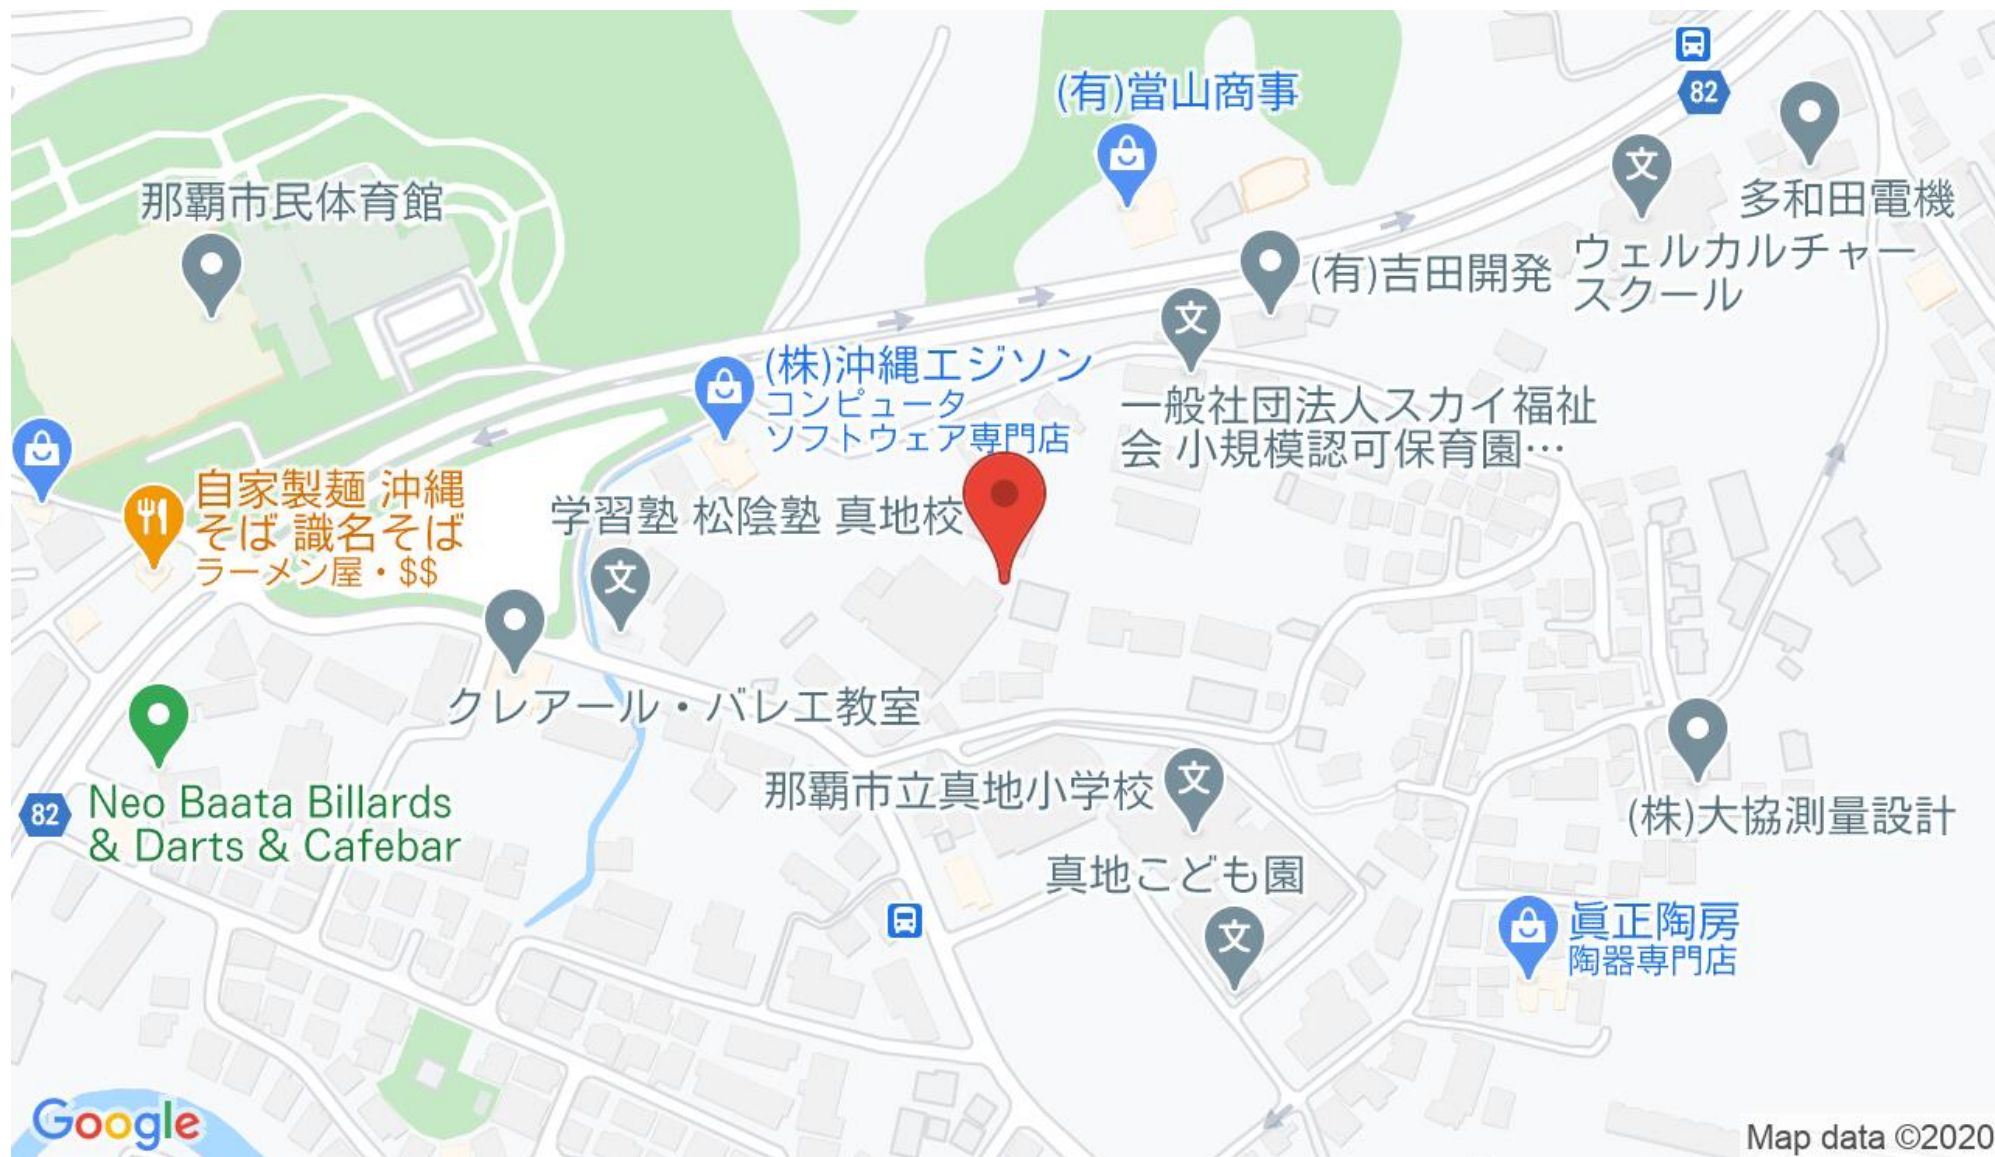 (有)當山商事
82
那覇市民体育館
多和田電機
ウェルカルチャー
スクール
(有)吉田開発
(株)沖縄エジソン
コンピュータ
ソフトウェア専門店
一般社団法人スカイ福祉
会 小規模認可保育園…
自家製麺 沖縄
そば 識名そば
ラーメン屋・$$
学習塾 松陰塾 真地校
クレアール・バレエ教室
Neo Baata Billards
& Darts & Cafebar
82
那覇市立真地小学校
(株)大協測量設計
真地こども園
眞正陶房
陶器専門店
文
文
文
文
文
Google
Map data ©2020